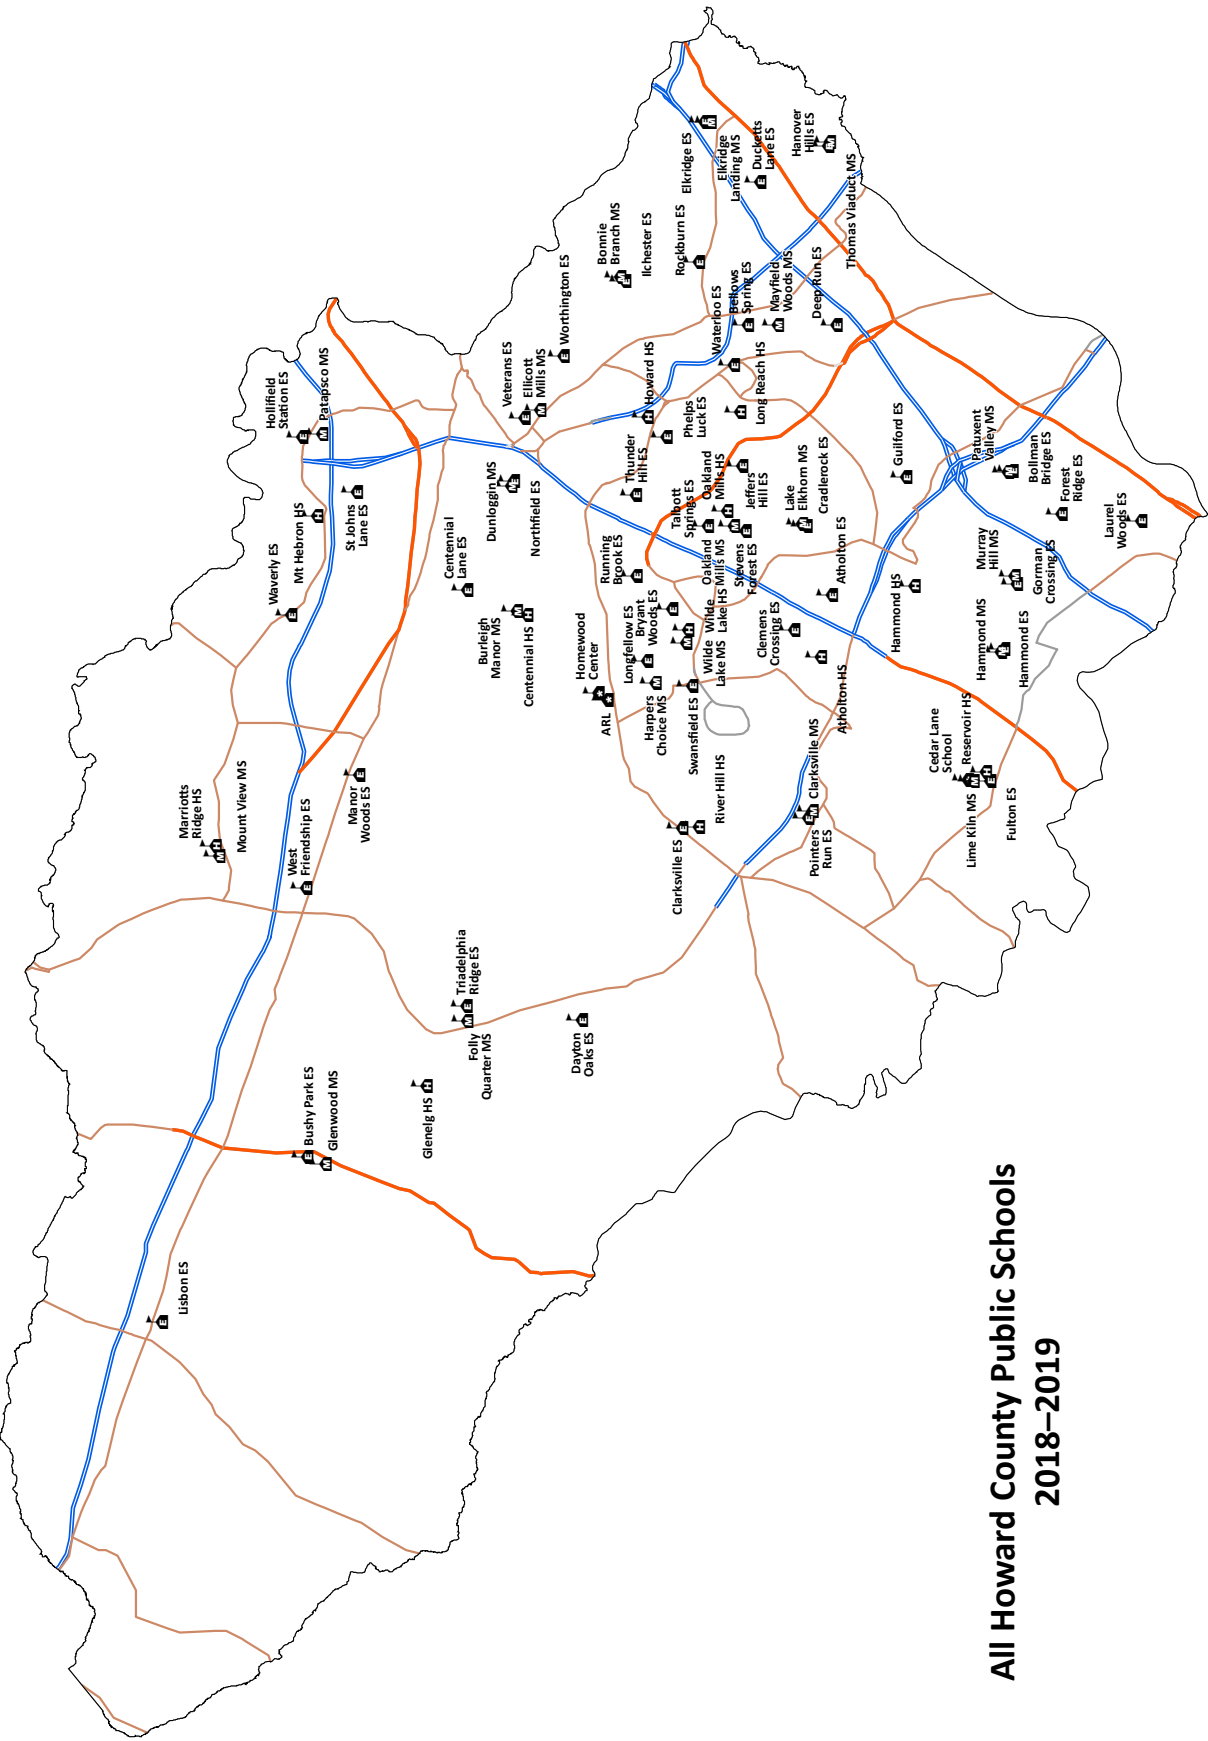 Lisbon ES
Bushy Park ES
Glenwood MS
Glenelg HS
Triadelphia
Ridge ES
Folly
Quarter MS
Dayton
Oaks ES
West
Friendship ES
Marriotts
Ridge HS
Mount View MS
Manor
Woods ES
Waverly ES
Mt Hebron HS
St Johns
Lane ES
Hollifield
Station ES
Patapsco MS
Centennial
Lane ES
Burleigh
Manor MS
Centennial HS
Dunloggin MS
Northfield ES
Veterans ES
Ellicott
Mills MS
Worthington ES
Bonnie
Branch MS
Ilchester ES
Rockburn ES
Elkridge ES
Elkridge
Landing MS
Ducketts
Lane ES
Hanover
Hills ES
Thomas Viaduct MS
Deep Run ES
Mayfield
Woods MS
Bellows
Spring ES
Waterloo ES
Howard HS
Long Reach HS
Phelps
Luck ES
Thunder
Hill ES
Talbott
Springs ES
Oakland
Mills HS
Jeffers
Hill ES
Oakland
Mills MS
Stevens
Forest ES
Lake
Elkhorn MS
Cradlerock ES
Running
Brook ES
Homewood
Center
ARL
Longfellow ES
Bryant
Woods ES
Harpers
Choice MS
Swansfield ES
Wilde
Lake HS
Wilde
Lake MS
Clemens
Crossing ES
Atholton ES
Atholton HS
River Hill HS
Clarksville ES
Clarksville MS
Pointers
Run ES
Guilford ES
Hammond HS
Patuxent
Valley MS
Bollman
Bridge ES
Forest
Ridge ES
Laurel
Woods ES
Murray
Hill MS
Gorman
Crossing ES
Hammond MS
Hammond ES
Cedar Lane
School
Reservoir HS
Lime Kiln MS
Fulton ES
All Howard County Public Schools
2018–2019